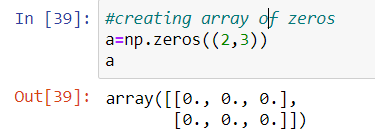 In [39]: #creating array of zeros
a=np.zeros((2,3))
a
Out[39]: array([[0., 0., 0.],
[0., 0., 0.]])